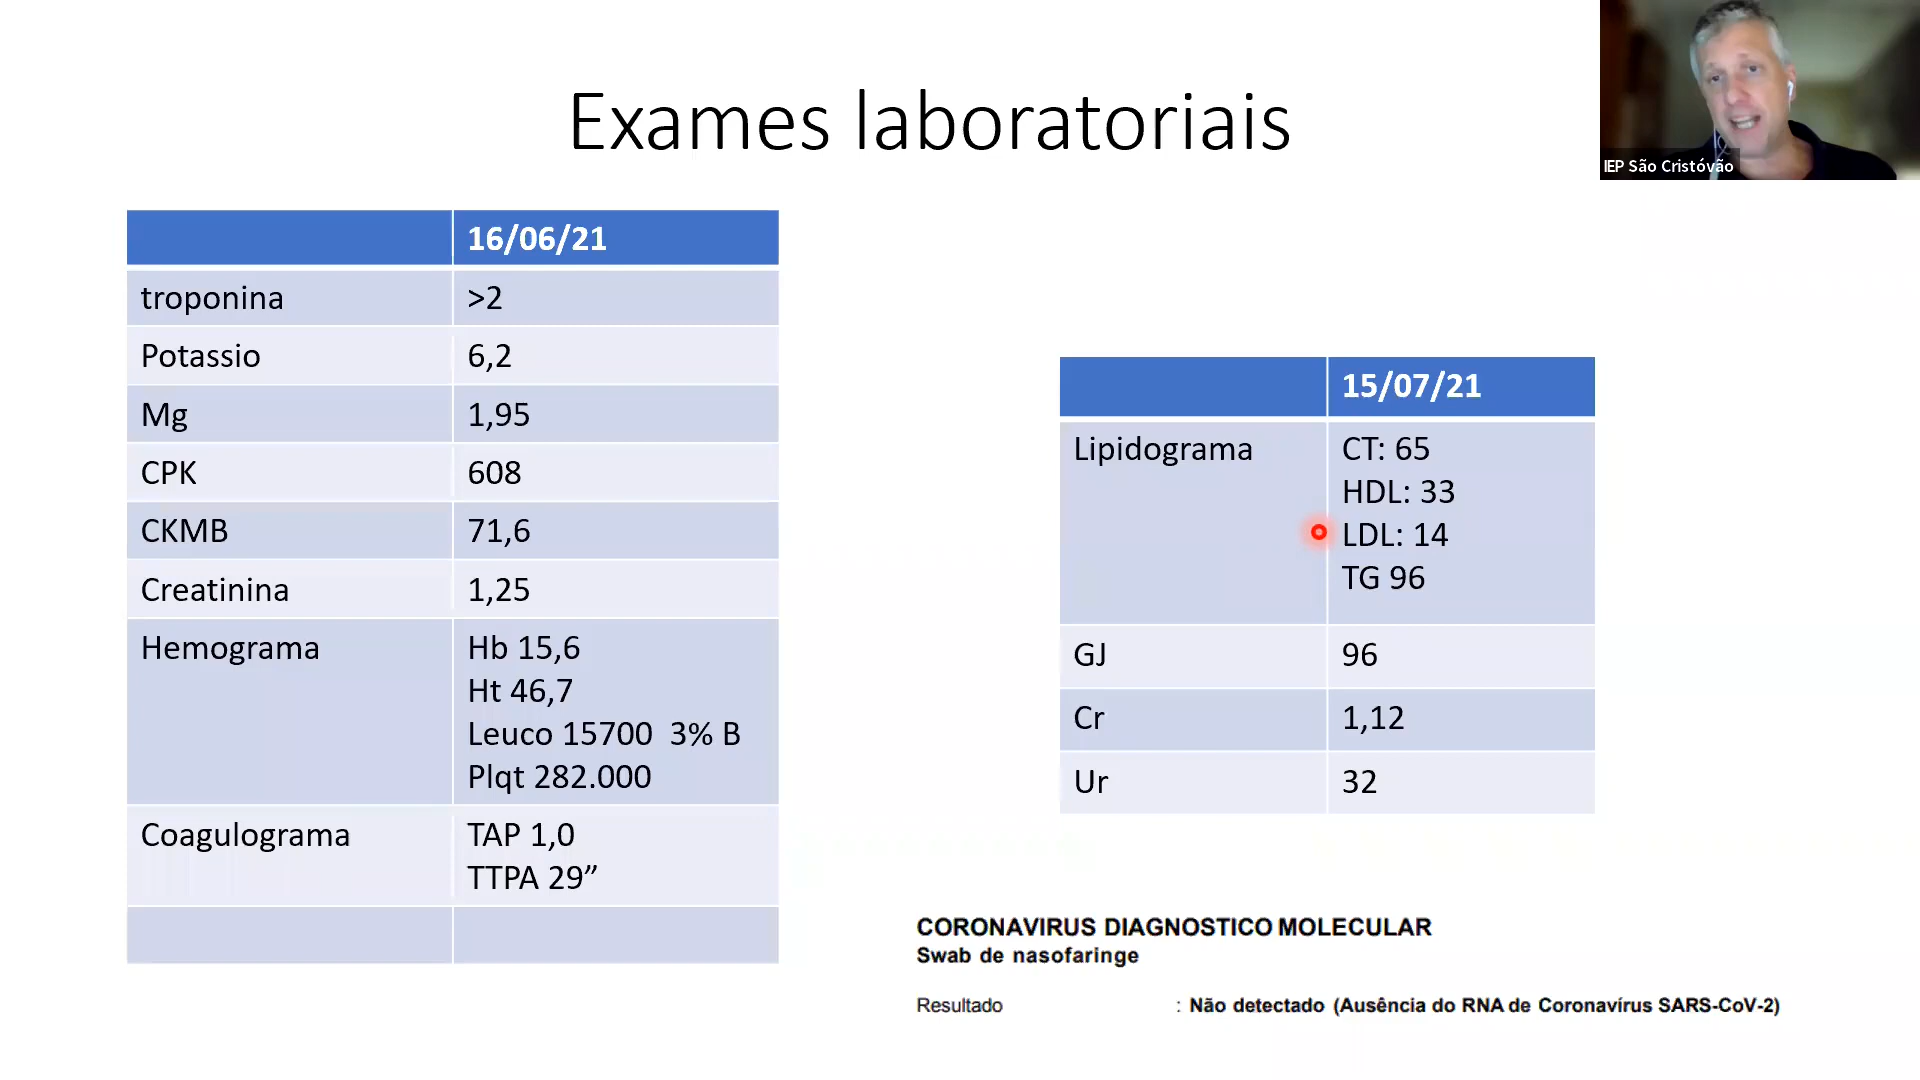 Exames laboratoriais
IEP São Cristóvão
16/06/21
troponina >2
Potassio 6,2
Mg 1,95
CPK 608
CKMB 71,6
Creatinina 1,25
Hemograma Hb 15,6
Ht 46,7
Leuco 15700 3% B
Plqt 282.000
Coagulograma TAP 1,0
TTPA 29”
15/07/21
Lipidograma CT: 65
HDL: 33
LDL: 14
TG 96
GJ 96
Cr 1,12
Ur 32
CORONAVIRUS DIAGNOSTICO MOLECULAR
Swab de nasofaringe
Resultado : Não detectado (Ausência do RNA de Coronavírus SARS-CoV-2)